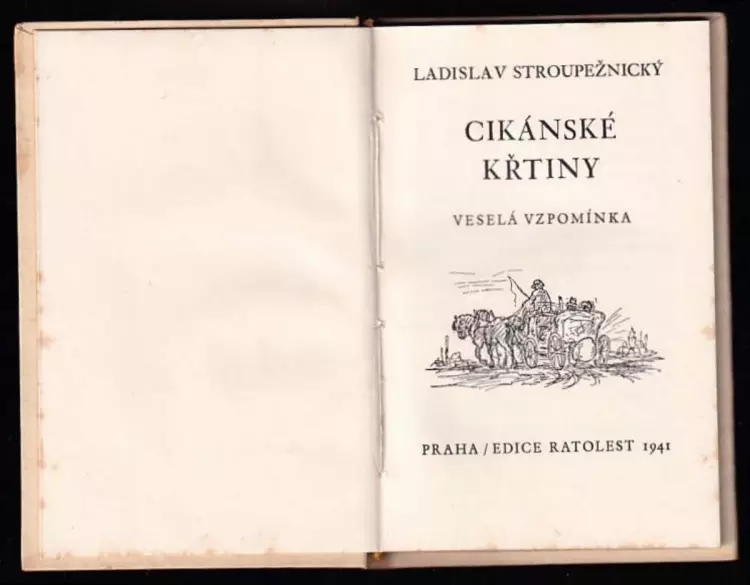 LADISLAV STROUPEŽNICKÝ
CIKÁNSKÉ
KŘTINY
VESELÁ VZPOMÍNKA
PRAHA / EDICE RATOLEST 1941